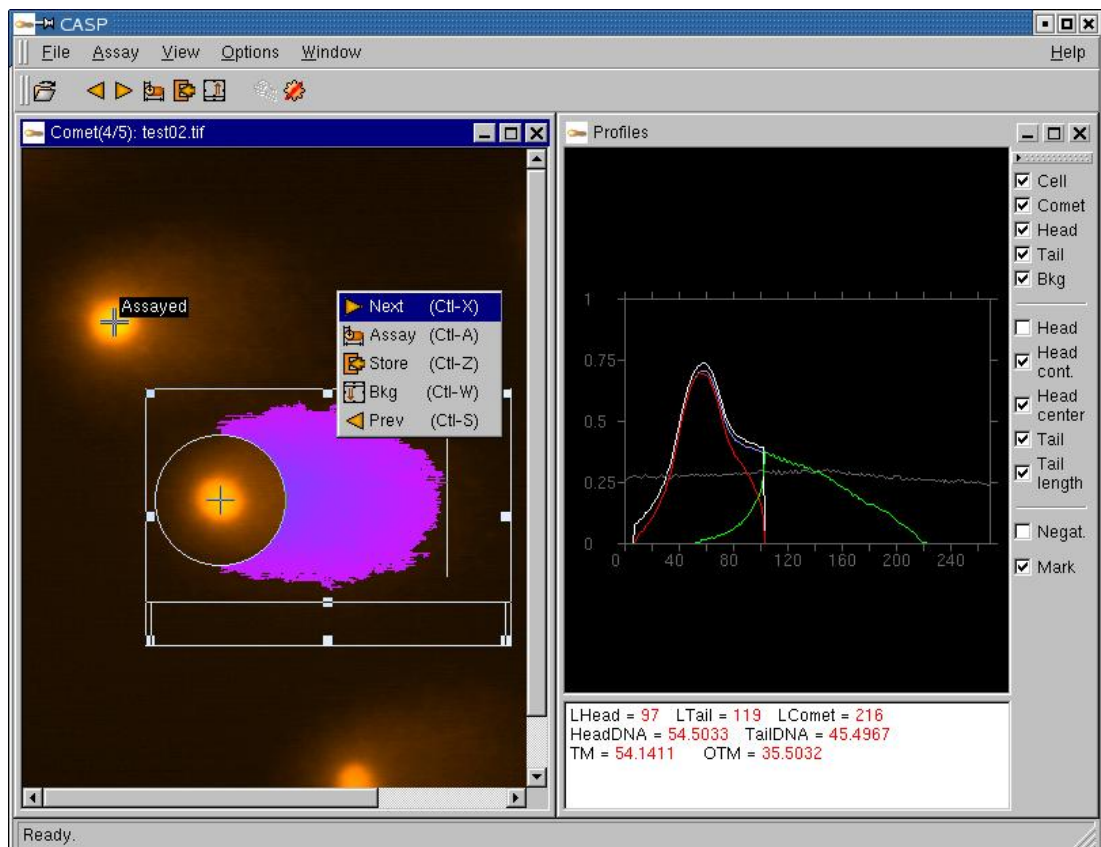 CASP
File Assay View Options Window Help
Comet(4/5): test02.tif
Assayed
Next (Ctl-X)
Assay (Ctl-A)
Store (Ctl-Z)
Bkg (Ctl-W)
Prev (Ctl-S)
Profiles
1
0.75
0.5
0.25
0
0 40 80 120 160 200 240
Cell
Comet
Head
Tail
Bkg
Head
Head
cont.
Head
center
Tail
Tail
length
Negat.
Mark
LHead = 97 LTail = 119 LComet = 216
HeadDNA = 54.5033 TailDNA = 45.4967
TM = 54.1411 OTM = 35.5032
Ready.